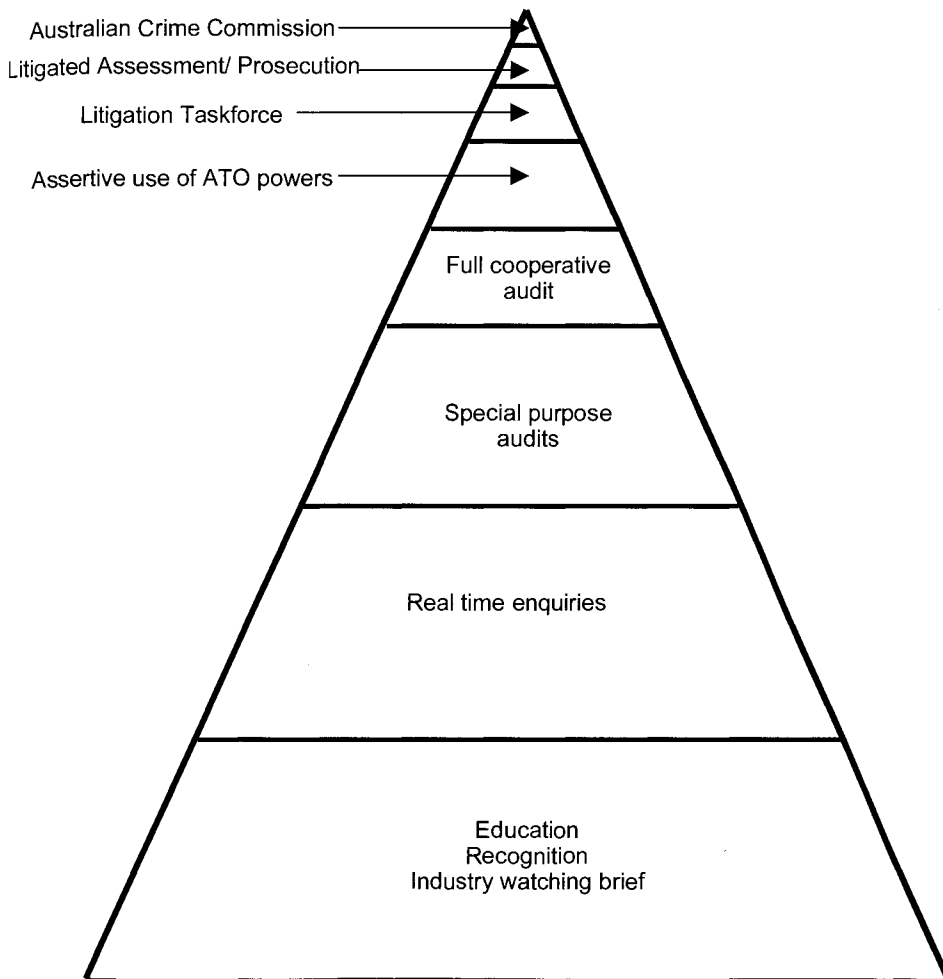 Australian Crime Commission
Litigated Assessment/ Prosecution
Litigation Taskforce
Assertive use of ATO powers
Full cooperative
audit
Special purpose
audits
Real time enquiries
Education
Recognition
Industry watching brief